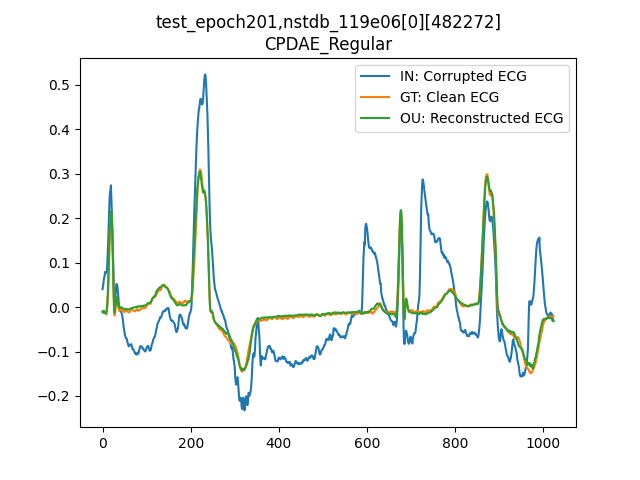 test_epoch201,nstdb_119e06[0][482272]
CPDAE_Regular
IN: Corrupted ECG
GT: Clean ECG
OU: Reconstructed ECG
0.5
0.4
0.3
0.2
0.1
0.0
−0.1
−0.2
0 200 400 600 800 1000